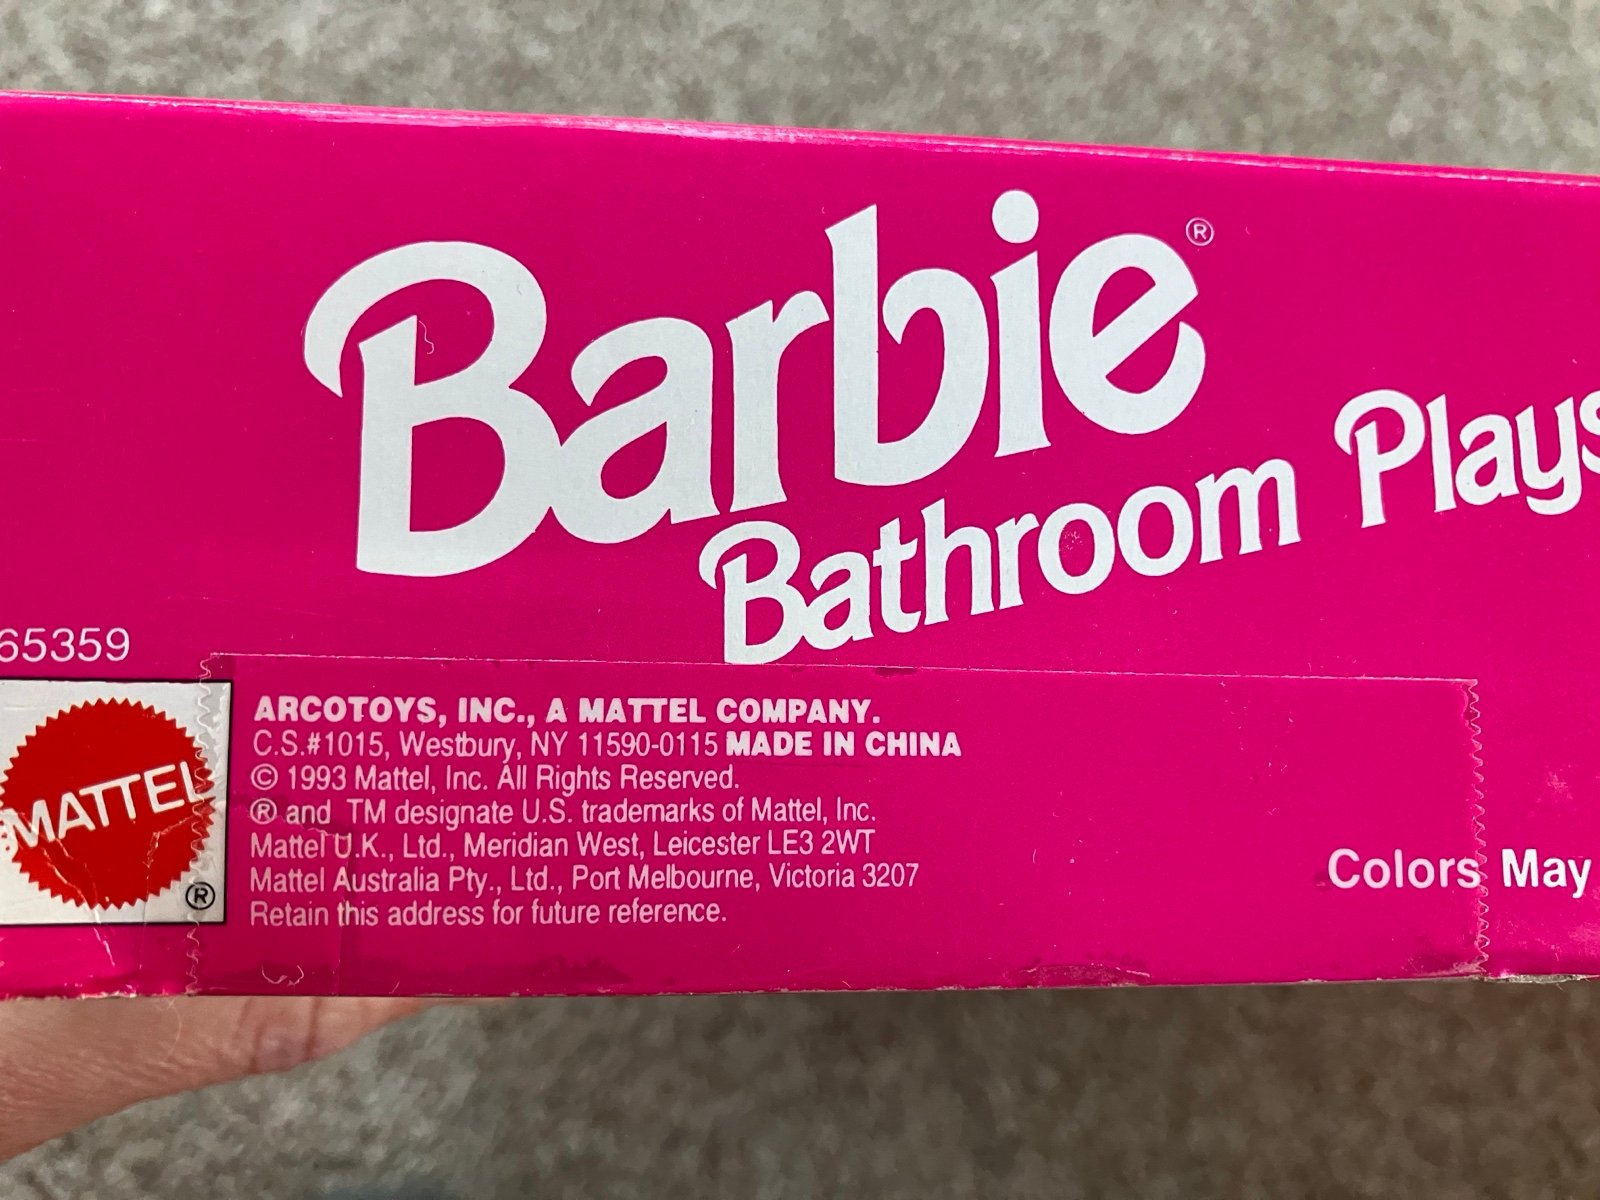 Barbie®
Bathroom Plays
65359
MATTEL
®
ARCOTOYS, INC., A MATTEL COMPANY.
C.S.#1015, Westbury, NY 11590-0115 MADE IN CHINA
© 1993 Mattel, Inc. All Rights Reserved.
® and TM designate U.S. trademarks of Mattel, Inc.
Mattel U.K., Ltd., Meridian West, Leicester LE3 2WT
Mattel Australia Pty., Ltd., Port Melbourne, Victoria 3207
Retain this address for future reference.
Colors May